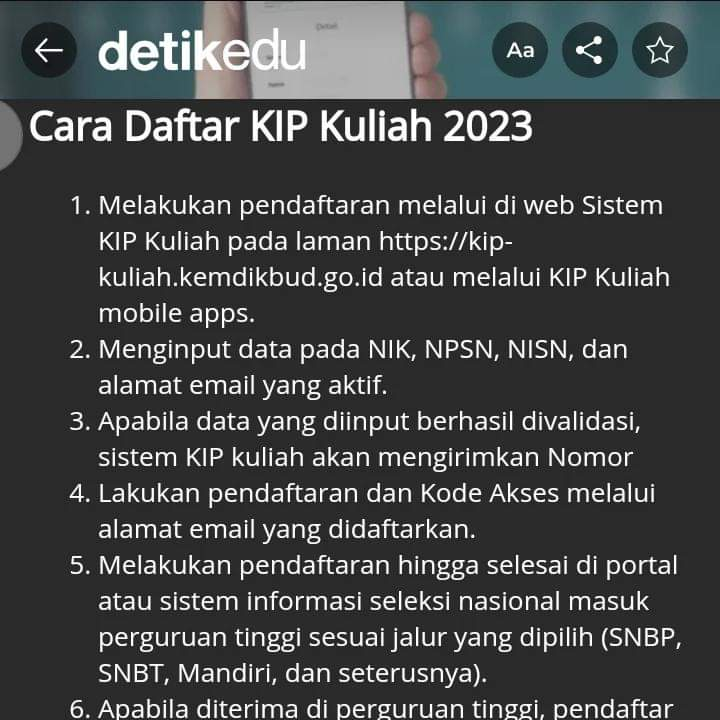 detikedu
Aa
Cara Daftar KIP Kuliah 2023
1. Melakukan pendaftaran melalui di web Sistem
KIP Kuliah pada laman https://kip-
kuliah.kemdikbud.go.id atau melalui KIP Kuliah
mobile apps.
2. Menginput data pada NIK, NPSN, NISN, dan
alamat email yang aktif.
3. Apabila data yang diinput berhasil divalidasi,
sistem KIP kuliah akan mengirimkan Nomor
4. Lakukan pendaftaran dan Kode Akses melalui
alamat email yang didaftarkan.
5. Melakukan pendaftaran hingga selesai di portal
atau sistem informasi seleksi nasional masuk
perguruan tinggi sesuai jalur yang dipilih (SNBP,
SNBT, Mandiri, dan seterusnya).
6. Apabila diterima di perguruan tinggi, pendaftar